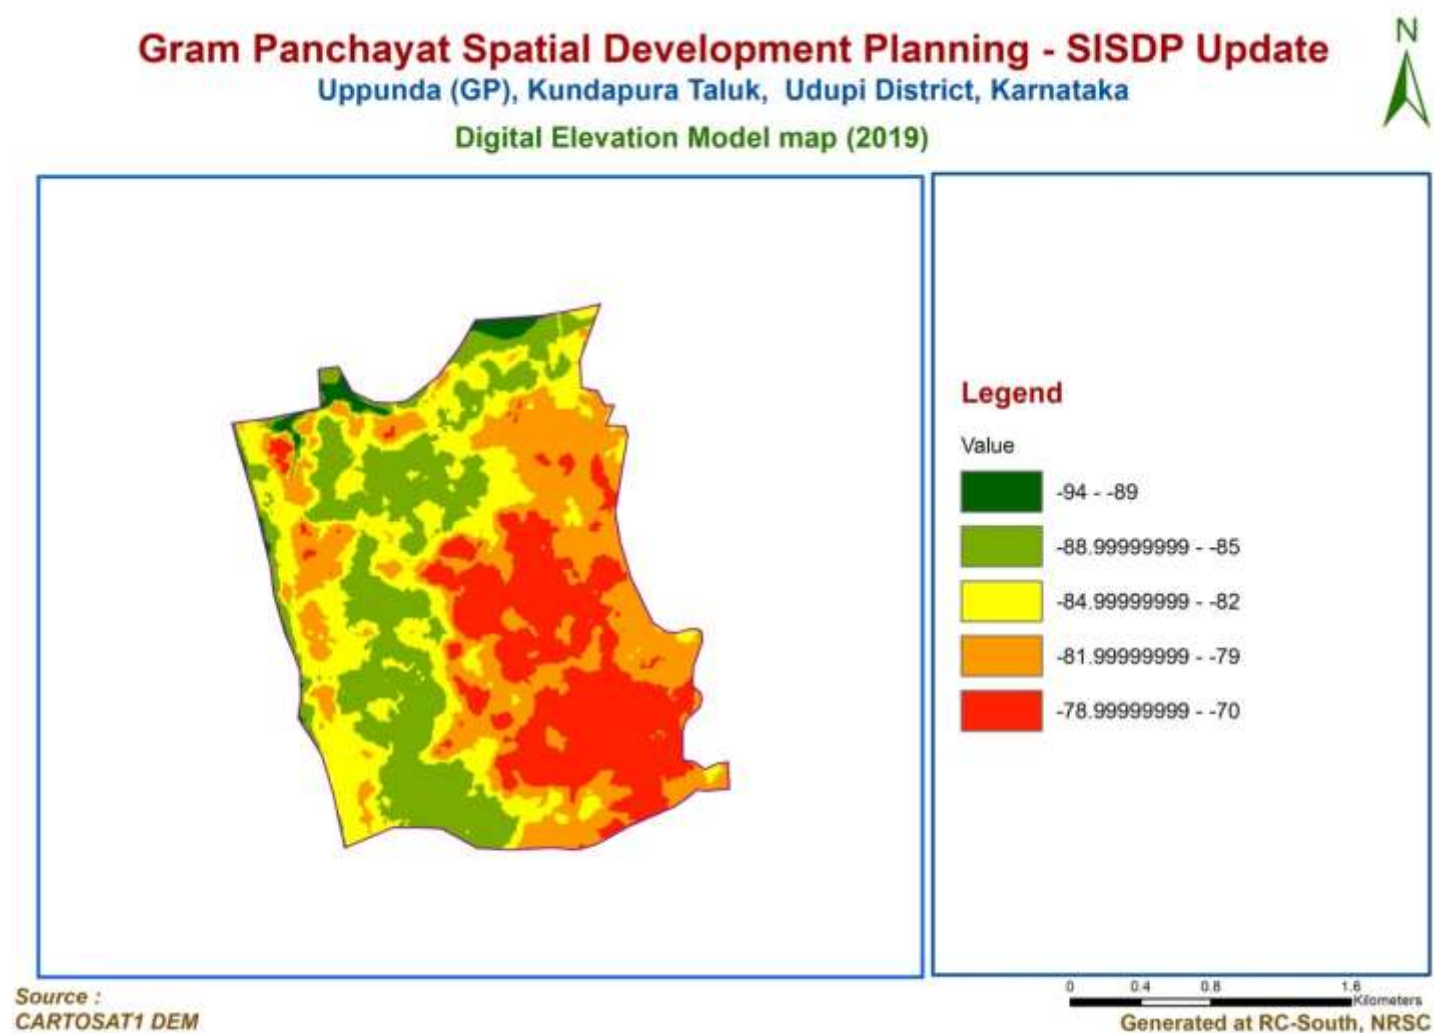 Gram Panchayat Spatial Development Planning - SISDP Update
N
Uppunda (GP), Kundapura Taluk, Udupi District, Karnataka
Digital Elevation Model map (2019)
Legend
Value
-94 - -89
-88.99999999 - -85
-84.99999999 - -82
-81.99999999 - -79
-78.99999999 - -70
0 0.4 0.8 1.6
Kilometers
Source :
CARTOSAT1 DEM
Generated at RC-South, NRSC